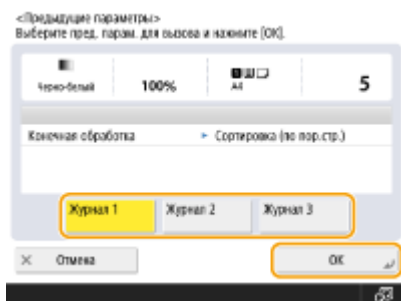 <Предыдущие параметры>
Выберите пред. парам. для вызова и нажмите [OK].
Черно-белый
100%
A4
5
Конечная обработка
► Сортировка (по пор.стр.)
Журнал 1
Журнал 2
Журнал 3
× Отмена
OK